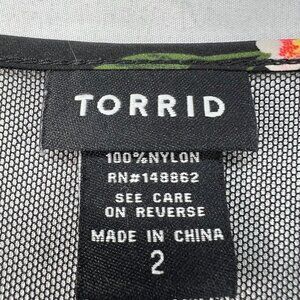 TORRID
100%NYLON
RN#148862
SEE CARE
ON REVERSE
MADE IN CHINA
2